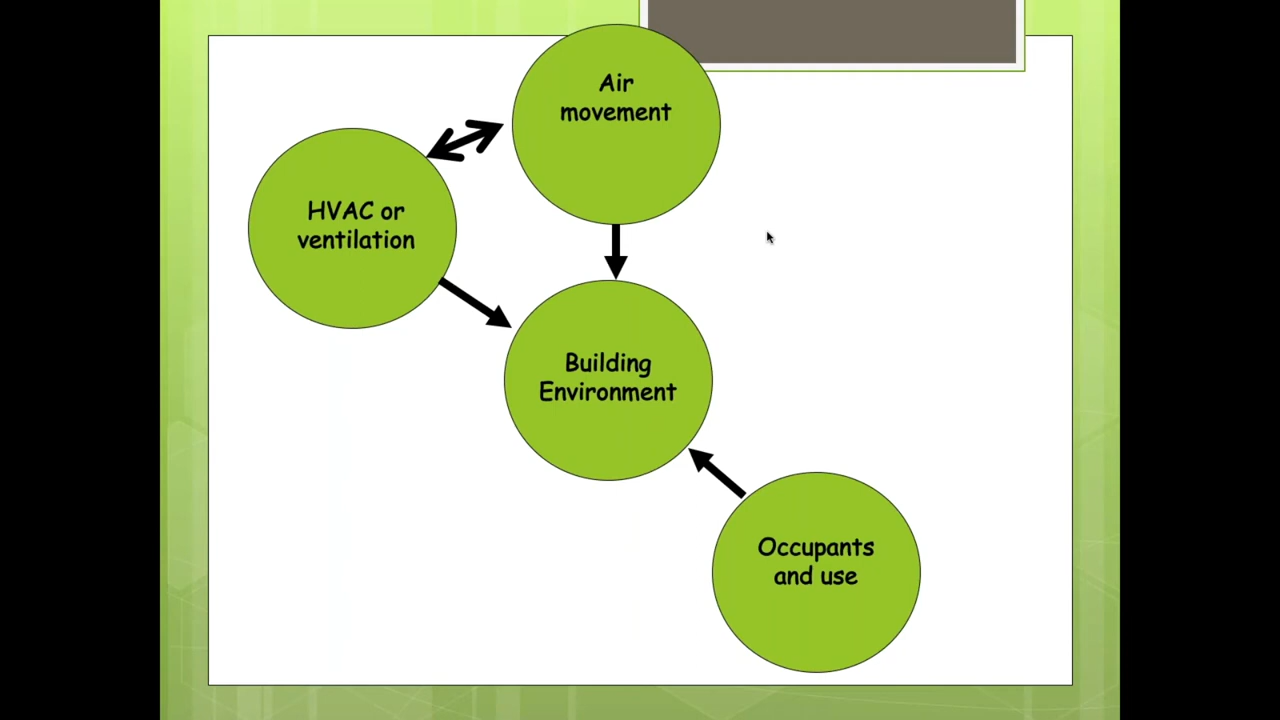 Air
movement
HVAC or
ventilation
Building
Environment
Occupants
and use